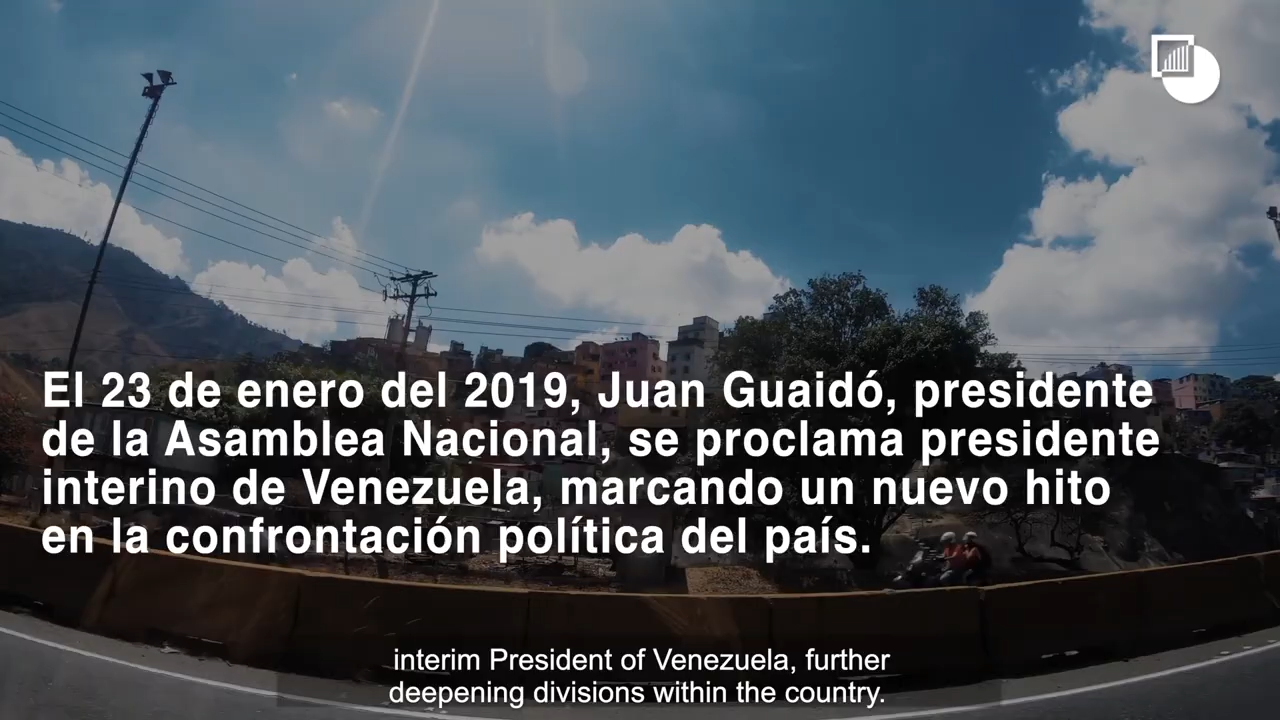 El 23 de enero del 2019, Juan Guaidó, presidente
de la Asamblea Nacional, se proclama presidente
interino de Venezuela, marcando un nuevo hito
en la confrontación política del país.
interim President of Venezuela, further
deepening divisions within the country.